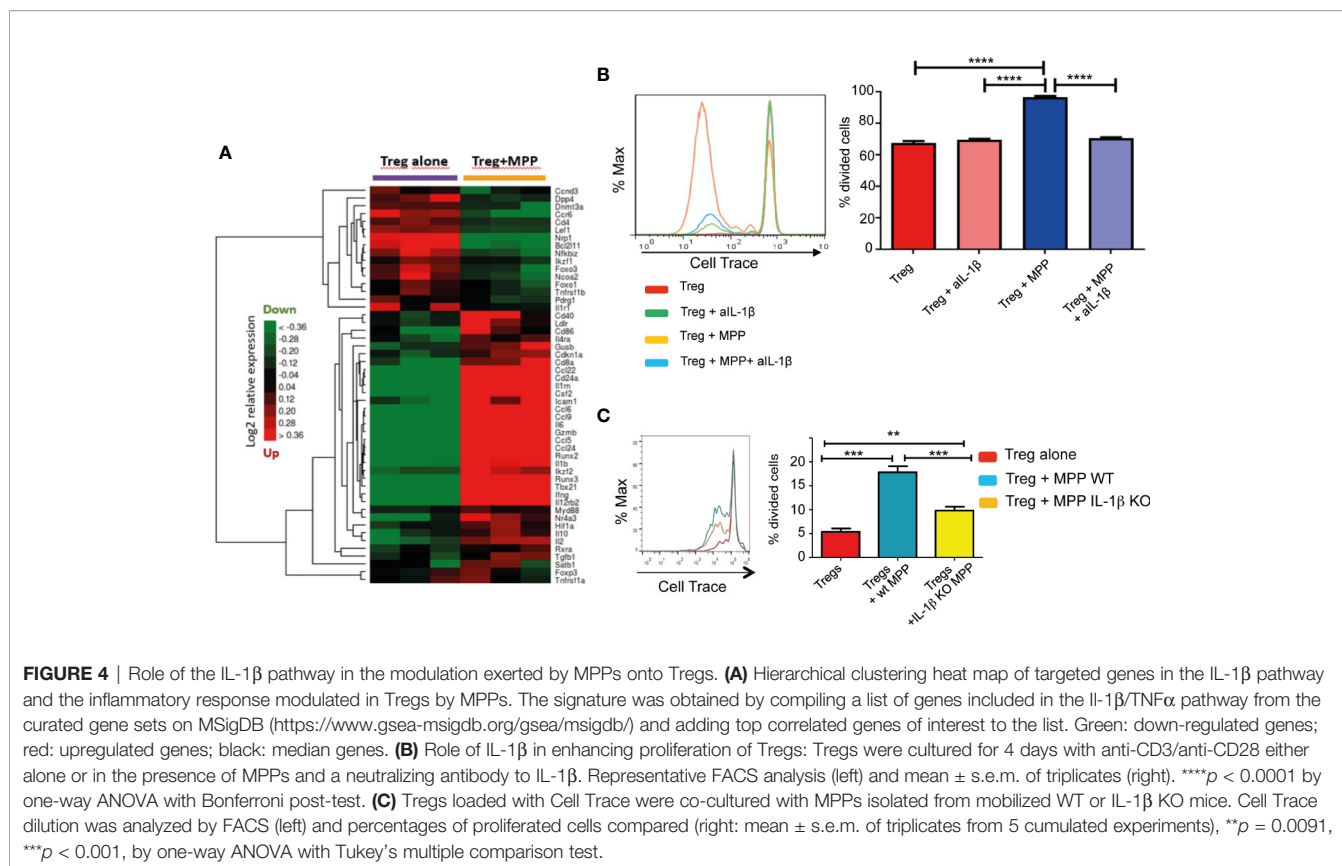 A
Treg alone
Treg+MPP
Down
Log2 relative expression
< -0.36
-0.28
-0.20
-0.12
-0.04
0.04
0.12
0.20
0.28
> 0.36
Up
Ccnd3
Dpp4
Dnmt3a
Ccr6
Cd4
Lef1
Nrp1
Bcl2l11
Nfkbiz
Ikzf1
Foxo3
Ncoa2
Foxo1
Tnfrsf1b
Pdrg1
Il1r1
Cd40
Ldlr
Cd86
Il4ra
Gusb
Cdkn1a
Cd8a
Ccl22
Cd24a
Il1rn
Csf2
Icam1
Ccl6
Ccl9
Il6
Gzmb
Ccl5
Ccl24
Runx2
Il1b
Ikzf2
Runx3
Tbx21
Ifng
Il12rb2
Myd88
Nr4a3
Hif1a
Il10
Il2
Rxra
Tgfb1
Satb1
Foxp3
Tnfrsf1a
B
% Max
10^0 10^1 10^2 10^3 10
Cell Trace
Treg
Treg + aIL-1β
Treg + MPP
Treg + MPP+ aIL-1β
****
**** ****
% divided cells
100
80
60
40
20
0
Treg
Treg + aIL-1β
Treg + MPP
Treg + MPP
+ aIL-1β
C
% Max
Cell Trace
**
*** ***
% divided cells
20
15
10
5
0
Tregs
Tregs
+ wt MPP
Tregs
+IL-1β KO MPP
Treg alone
Treg + MPP WT
Treg + MPP IL-1β KO
FIGURE 4 | Role of the IL-1β pathway in the modulation exerted by MPPs onto Tregs. (A) Hierarchical clustering heat map of targeted genes in the IL-1β pathway
and the inflammatory response modulated in Tregs by MPPs. The signature was obtained by compiling a list of genes included in the Il-1β/TNFα pathway from the
curated gene sets on MSigDB (https://www.gsea-msigdb.org/gsea/msigdb/) and adding top correlated genes of interest to the list. Green: down-regulated genes;
red: upregulated genes; black: median genes. (B) Role of IL-1β in enhancing proliferation of Tregs: Tregs were cultured for 4 days with anti-CD3/anti-CD28 either
alone or in the presence of MPPs and a neutralizing antibody to IL-1β. Representative FACS analysis (left) and mean ± s.e.m. of triplicates (right). ****p < 0.0001 by
one-way ANOVA with Bonferroni post-test. (C) Tregs loaded with Cell Trace were co-cultured with MPPs isolated from mobilized WT or IL-1β KO mice. Cell Trace
dilution was analyzed by FACS (left) and percentages of proliferated cells compared (right: mean ± s.e.m. of triplicates from 5 cumulated experiments), **p = 0.0091,
***p < 0.001, by one-way ANOVA with Tukey's multiple comparison test.